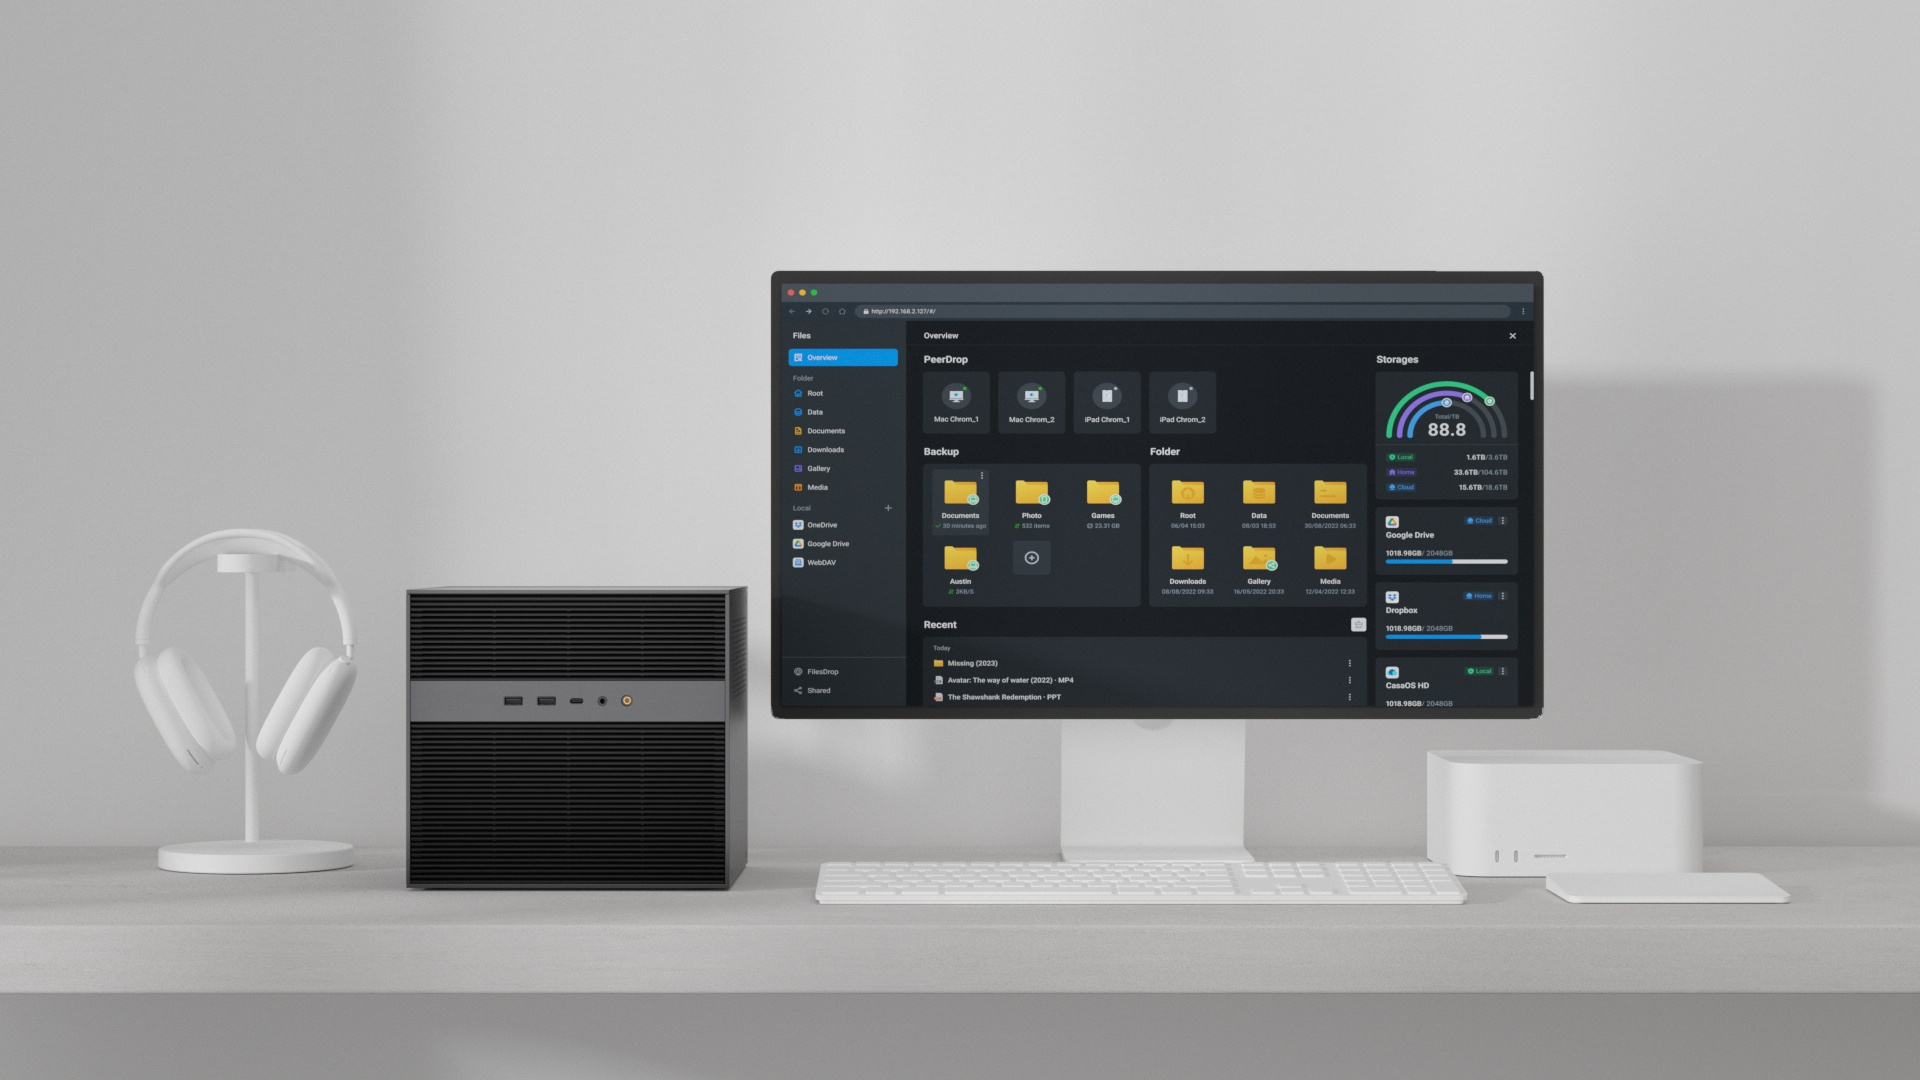 http://192.168.2.127/#/
Files
Overview
Folder
Root
Data
Documents
Downloads
Gallery
Media
Local
OneDrive
Google Drive
WebDAV
FilesDrop
Shared
Overview
PeerDrop
Mac Chrom_1
Mac Chrom_2
iPad Chrom_1
iPad Chrom_2
Backup
Documents
30 minutes ago
Photo
532 items
Games
23.31 GB
Austin
3KB/S
Folder
Root
06/04 15:03
Data
08/03 18:53
Documents
30/08/2022 06:33
Downloads
08/08/2022 09:33
Gallery
16/05/2022 20:33
Media
12/04/2022 12:33
Recent
Today
Missing (2023)
Avatar: The way of water (2022) · MP4
The Shawshank Redemption · PPT
Storages
Total/TB
88.8
Local 1.6TB/3.6TB
Home 33.6TB/104.6TB
Cloud 15.6TB/18.6TB
Cloud
Google Drive
1018.98GB/ 2048GB
Home
Dropbox
1018.98GB/ 2048GB
Local
CasaOS HD
1018.98GB/ 2048GB